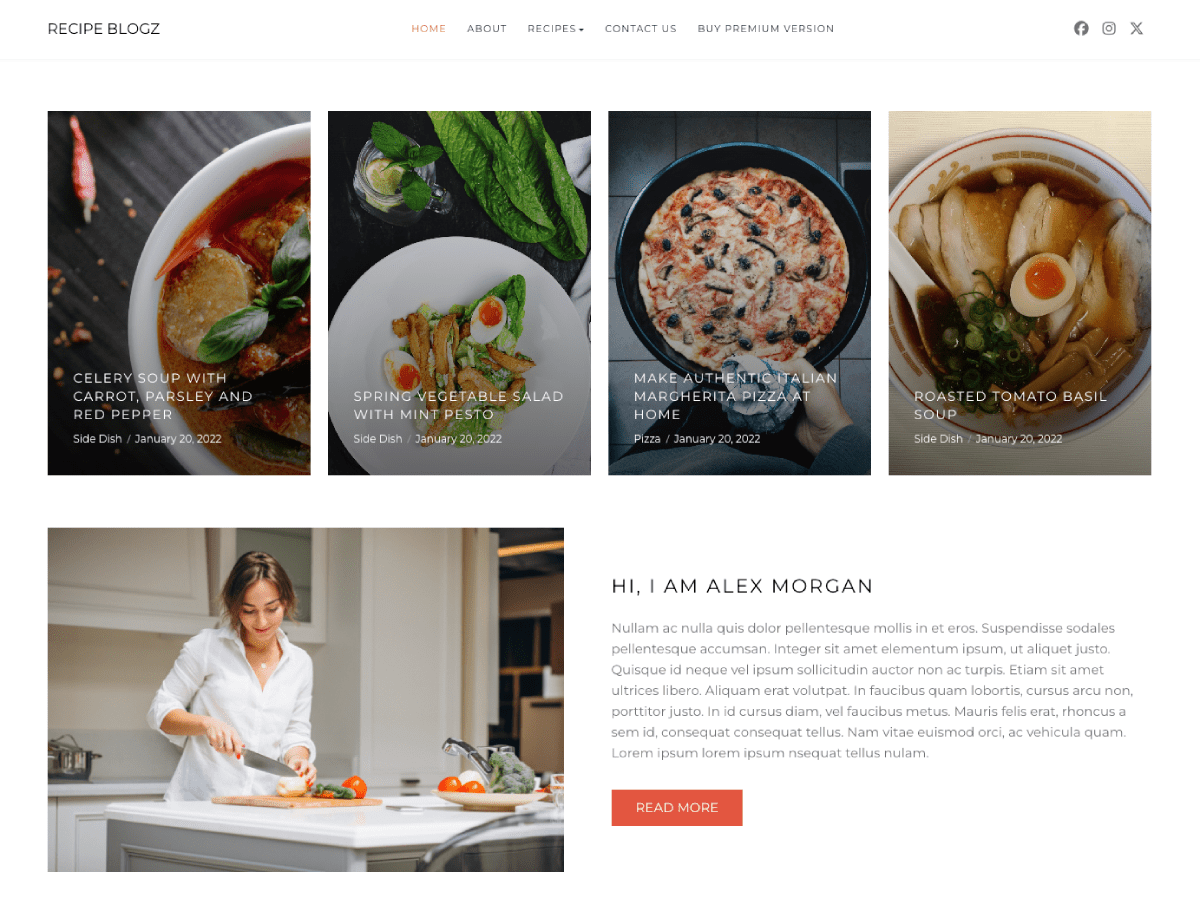 RECIPE BLOGZ
HOME ABOUT RECIPES CONTACT US BUY PREMIUM VERSION
CELERY SOUP WITH
CARROT, PARSLEY AND
RED PEPPER
Side Dish / January 20, 2022
SPRING VEGETABLE SALAD
WITH MINT PESTO
Side Dish / January 20, 2022
MAKE AUTHENTIC ITALIAN
MARGHERITA PIZZA AT
HOME
Pizza / January 20, 2022
ROASTED TOMATO BASIL
SOUP
Side Dish / January 20, 2022
HI, I AM ALEX MORGAN
Nullam ac nulla quis dolor pellentesque mollis in et eros. Suspendisse sodales
pellentesque accumsan. Integer sit amet elementum ipsum, ut aliquet justo.
Quisque id neque vel ipsum sollicitudin auctor non ac turpis. Etiam sit amet
ultrices libero. Aliquam erat volutpat. In faucibus quam lobortis, cursus arcu non,
porttitor justo. In id cursus diam, vel faucibus metus. Mauris felis erat, rhoncus a
sem id, consequat consequat tellus. Nam vitae euismod orci, ac vehicula quam.
Lorem ipsum lorem ipsum nsequat tellus nulam.
READ MORE